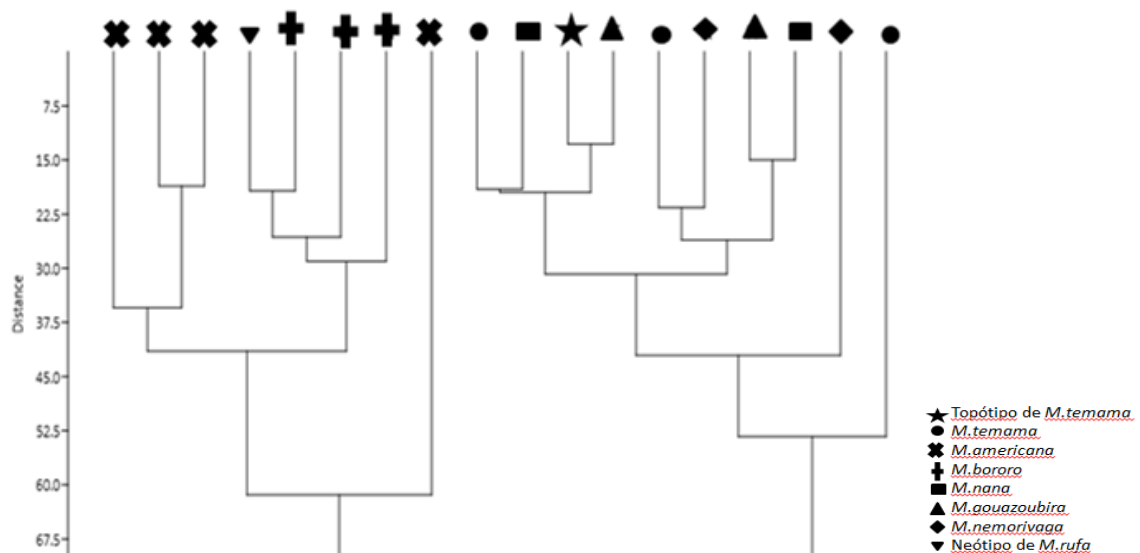 7.5
15.0
22.5
30.0
37.5
45.0
52.5
60.0
67.5
Distance
Topótipo de M.temama
M.temama
M.americana
M.bororo
M.nana
M.gouazoubira
M.nemorivaga
Neótipo de M.rufa